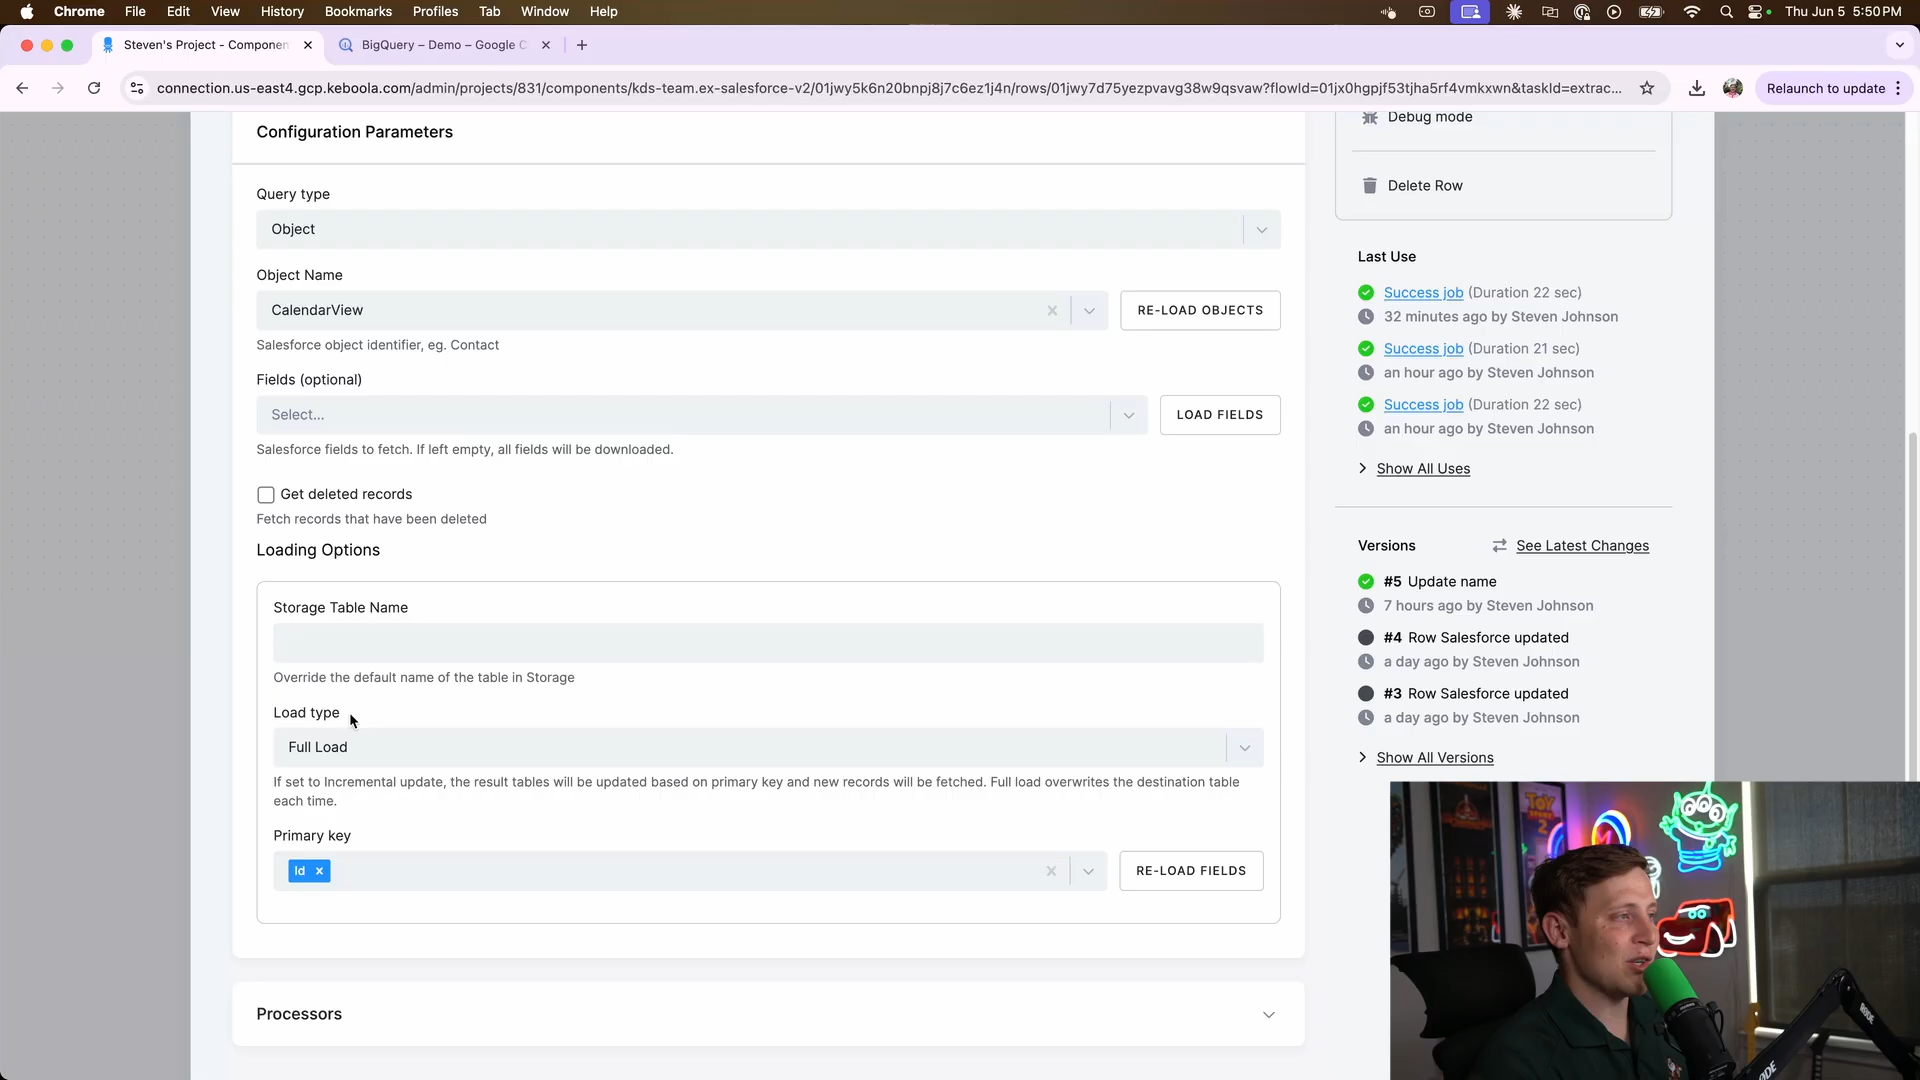 Chrome File Edit View History Bookmarks Profiles Tab Window Help Thu Jun 5 5:50 PM
Steven's Project - Componen BigQuery – Demo – Google C
connection.us-east4.gcp.keboola.com/admin/projects/831/components/kds-team.ex-salesforce-v2/01jwy5k6n20bnpj8j7c6ez1j4n/rows/01jwy7d75yezpvavg38w9qsvaw?flowId=01jx0hgpjf53tjha5rf4vmkxwn&taskId=extrac... Relaunch to update
Configuration Parameters
Query type
Object
Object Name
CalendarView
RE-LOAD OBJECTS
Salesforce object identifier, eg. Contact
Fields (optional)
Select...
LOAD FIELDS
Salesforce fields to fetch. If left empty, all fields will be downloaded.
Get deleted records
Fetch records that have been deleted
Loading Options
Storage Table Name
Override the default name of the table in Storage
Load type
Full Load
If set to Incremental update, the result tables will be updated based on primary key and new records will be fetched. Full load overwrites the destination table
each time.
Primary key
Id
RE-LOAD FIELDS
Processors
Debug mode
Delete Row
Last Use
Success job (Duration 22 sec)
32 minutes ago by Steven Johnson
Success job (Duration 21 sec)
an hour ago by Steven Johnson
Success job (Duration 22 sec)
an hour ago by Steven Johnson
Show All Uses
Versions See Latest Changes
#5 Update name
7 hours ago by Steven Johnson
#4 Row Salesforce updated
a day ago by Steven Johnson
#3 Row Salesforce updated
a day ago by Steven Johnson
Show All Versions
TOY
STORY
2
RODE
RODE